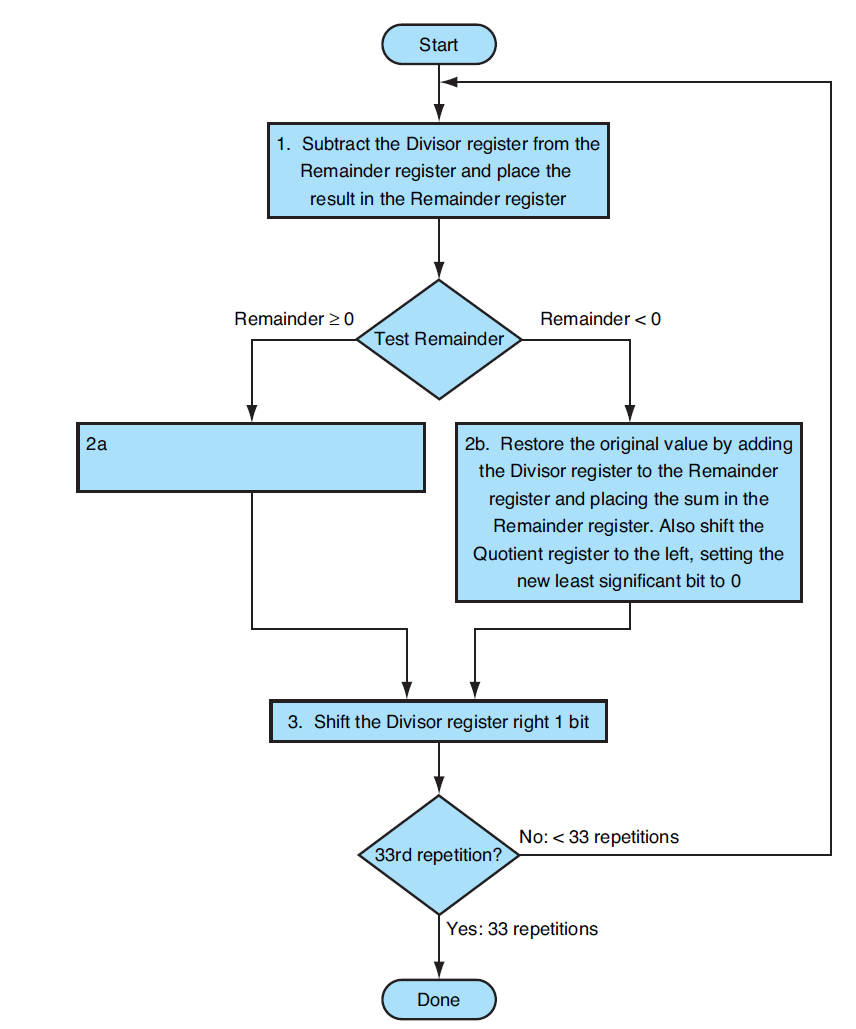 Start
1. Subtract the Divisor register from the
Remainder register and place the
result in the Remainder register
Remainder ≥ 0
Remainder < 0
Test Remainder
2a
2b. Restore the original value by adding
the Divisor register to the Remainder
register and placing the sum in the
Remainder register. Also shift the
Quotient register to the left, setting the
new least significant bit to 0
3. Shift the Divisor register right 1 bit
33rd repetition?
No: < 33 repetitions
Yes: 33 repetitions
Done